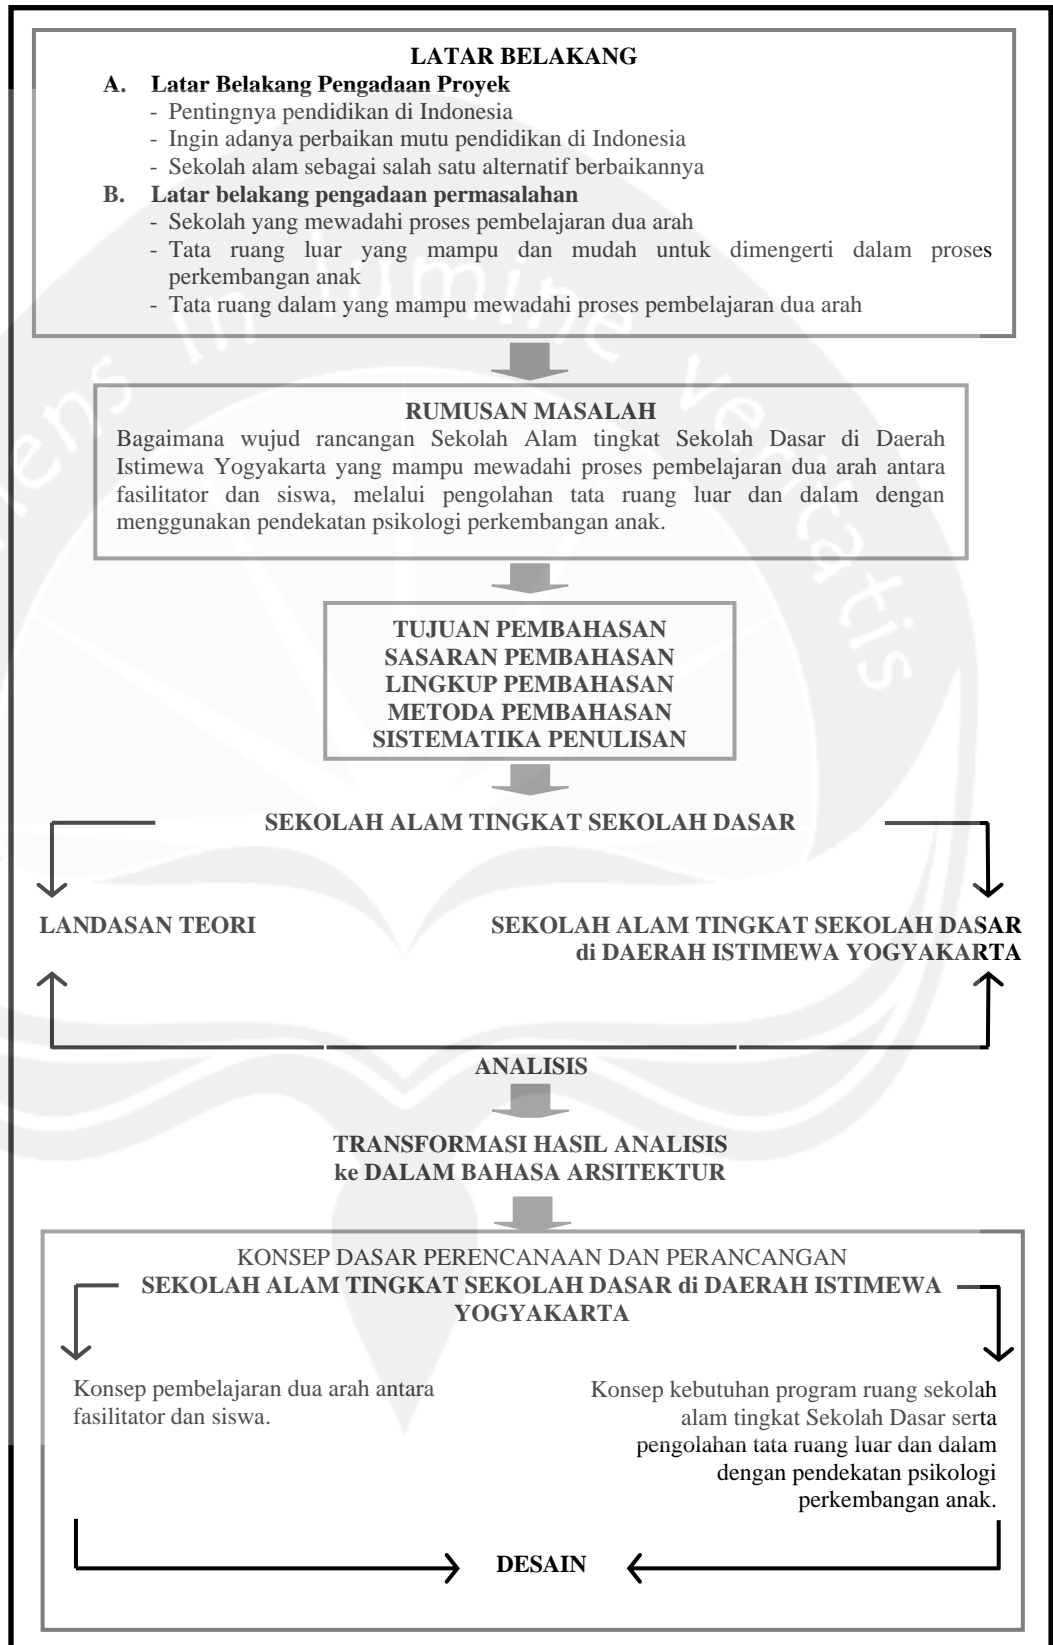 LATAR BELAKANG
A. Latar Belakang Pengadaan Proyek
- Pentingnya pendidikan di Indonesia
- Ingin adanya perbaikan mutu pendidikan di Indonesia
- Sekolah alam sebagai salah satu alternatif berbaikannya
B. Latar belakang pengadaan permasalahan
- Sekolah yang mewadahi proses pembelajaran dua arah
- Tata ruang luar yang mampu dan mudah untuk dimengerti dalam proses
perkembangan anak
- Tata ruang dalam yang mampu mewadahi proses pembelajaran dua arah
RUMUSAN MASALAH
Bagaimana wujud rancangan Sekolah Alam tingkat Sekolah Dasar di Daerah
Istimewa Yogyakarta yang mampu mewadahi proses pembelajaran dua arah antara
fasilitator dan siswa, melalui pengolahan tata ruang luar dan dalam dengan
menggunakan pendekatan psikologi perkembangan anak.
TUJUAN PEMBAHASAN
SASARAN PEMBAHASAN
LINGKUP PEMBAHASAN
METODA PEMBAHASAN
SISTEMATIKA PENULISAN
SEKOLAH ALAM TINGKAT SEKOLAH DASAR
LANDASAN TEORI
SEKOLAH ALAM TINGKAT SEKOLAH DASAR
di DAERAH ISTIMEWA YOGYAKARTA
ANALISIS
TRANSFORMASI HASIL ANALISIS
ke DALAM BAHASA ARSITEKTUR
KONSEP DASAR PERENCANAAN DAN PERANCANGAN
SEKOLAH ALAM TINGKAT SEKOLAH DASAR di DAERAH ISTIMEWA
YOGYAKARTA
Konsep pembelajaran dua arah antara
fasilitator dan siswa.
Konsep kebutuhan program ruang sekolah
alam tingkat Sekolah Dasar serta
pengolahan tata ruang luar dan dalam
dengan pendekatan psikologi
perkembangan anak.
DESAIN
ens in lumine veritatis